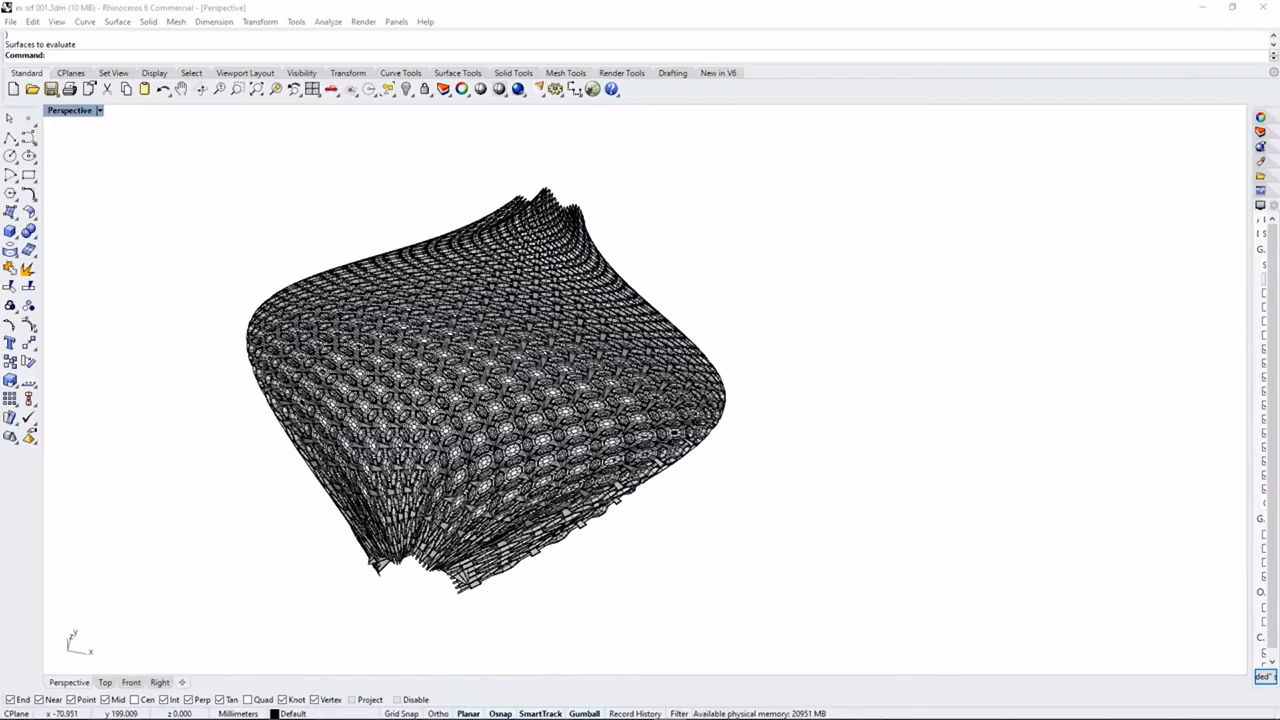 es srf 001.3dm (10 MB) - Rhinoceros 6 Commercial - [Perspective]
File Edit View Curve Surface Solid Mesh Dimension Transform Tools Analyze Render Panels Help
)
Surfaces to evaluate
Command:
Standard CPlanes Set View Display Select Viewport Layout Visibility Transform Curve Tools Surface Tools Solid Tools Mesh Tools Render Tools Drafting New in V6
Perspective
z y
x
Perspective Top Front Right
End Near Point Mid Cen Int Perp Tan Quad Knot Vertex Project Disable
CPlane x -70.951 y 199.009 z 0.000 Millimeters Default Grid Snap Ortho Planar Osnap SmartTrack Gumball Record History Filter Available physical memory: 20951 MB